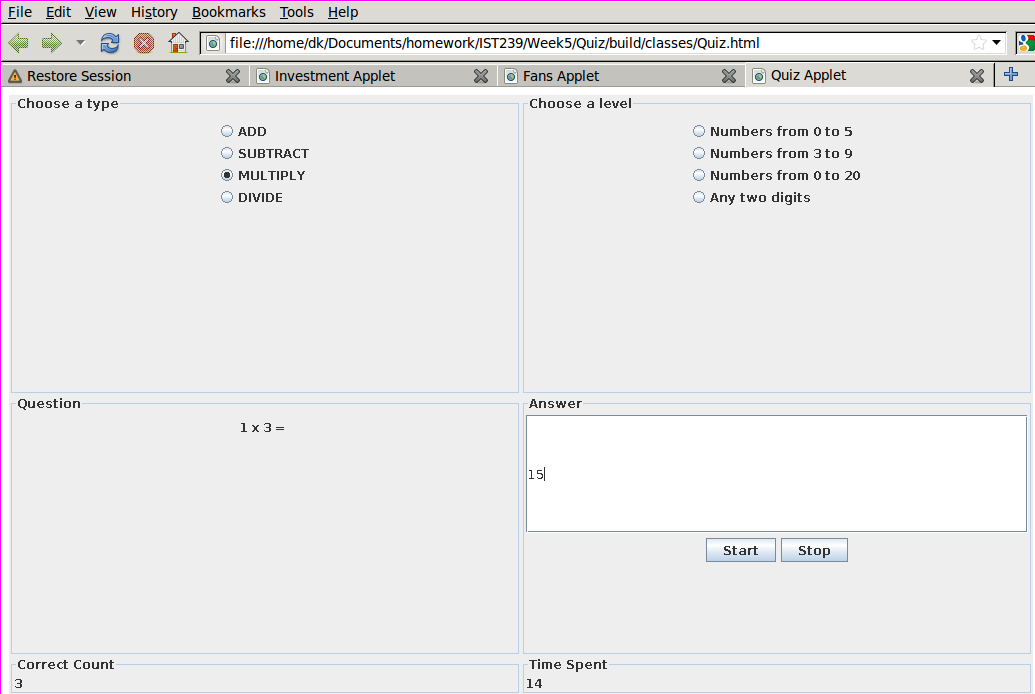 File Edit View History Bookmarks Tools Help
file:///home/dk/Documents/homework/IST239/Week5/Quiz/build/classes/Quiz.html
Restore Session Investment Applet Fans Applet Quiz Applet
Choose a type
ADD
SUBTRACT
MULTIPLY
DIVIDE
Choose a level
Numbers from 0 to 5
Numbers from 3 to 9
Numbers from 0 to 20
Any two digits
Question
1 x 3 =
Answer
15
Start Stop
Correct Count
3
Time Spent
14